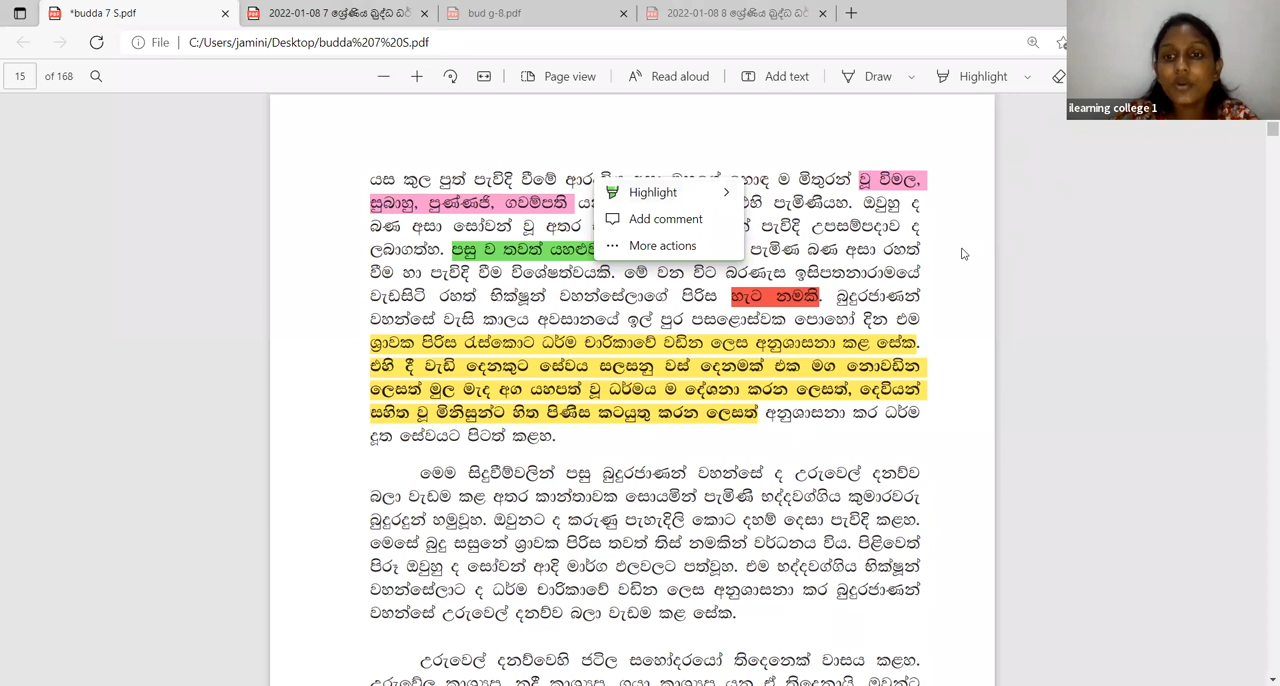 *budda 7 S.pdf
2022-01-08 7 ශ්‍රේණිය බුද්ධ ධර්
bud g-8.pdf
2022-01-08 8 ශ්‍රේණිය බුද්ධ ධර්
File C:/Users/jamini/Desktop/budda%207%20S.pdf
15 of 168 Page view Read aloud Add text Draw Highlight
ilearning college 1
යස කුල පුත් පැවිදි වීමේ හොඳ ම මිතුරන් වූ විමල,
සුබාහු, පුණ්ණජි, ගවම්පති එහි පැමිණියහ. ඔවුහු ද
බණ අසා සෝවන් වූ අතර පැවිදි උපසම්පදාව ද
ලබාගත්හ. පසු ව තවත් පැමිණ බණ අසා රහත්
වීම හා පැවිදි වීම විශේෂත්වයකි. මේ වන විට බරණැස ඉසිපතනාරාමයේ
වැඩසිටි රහත් භික්ෂූන් වහන්සේලාගේ පිරිස හැට නමකි. බුදුරජාණන්
වහන්සේ වැසි කාලය අවසානයේ ඉල් පුර පසළොස්වක පොහෝ දින එම
ශ්‍රාවක පිරිස රැස්කොට ධර්ම චාරිකාවේ වඩින ලෙස අනුශාසනා කළ සේක.
එහි දී වැඩි දෙනකුට සේවය සලසනු වස් දෙනමක් එක මග නොවඩින
ලෙසත් මුල මැද අග යහපත් වූ ධර්මය ම දේශනා කරන ලෙසත්, දෙවියන්
සහිත වූ මිනිසුන්ට හිත පිණිස කටයුතු කරන ලෙසත් අනුශාසනා කර ධර්ම
දූත සේවයට පිටත් කළහ.
Highlight
Add comment
More actions
මෙම සිදුවීම්වලින් පසු බුදුරජාණන් වහන්සේ ද උරුවෙල් දනව්ව
බලා වැඩම කළ අතර කාන්තාවක සොයමින් පැමිණි භද්දවග්ගිය කුමාරවරු
බුදුරදුන් හමුවූහ. ඔවුනට ද කරුණු පැහැදිලි කොට දහම් දෙසා පැවිදි කළහ.
මෙසේ බුදු සසුනේ ශ්‍රාවක පිරිස තවත් තිස් නමකින් වර්ධනය විය. පිළිවෙත්
පිරූ ඔවුහු ද සෝවන් ආදි මාර්ග ඵලවලට පත්වූහ. එම භද්දවග්ගිය භික්ෂූන්
වහන්සේලාට ද ධර්ම චාරිකාවේ වඩින ලෙස අනුශාසනා කර බුදුරජාණන්
වහන්සේ උරුවෙල් දනව්ව බලා වැඩම කළ සේක.
උරුවෙල් දනව්වෙහි ජටිල සහෝදරයෝ තිදෙනෙක් වාසය කළහ.